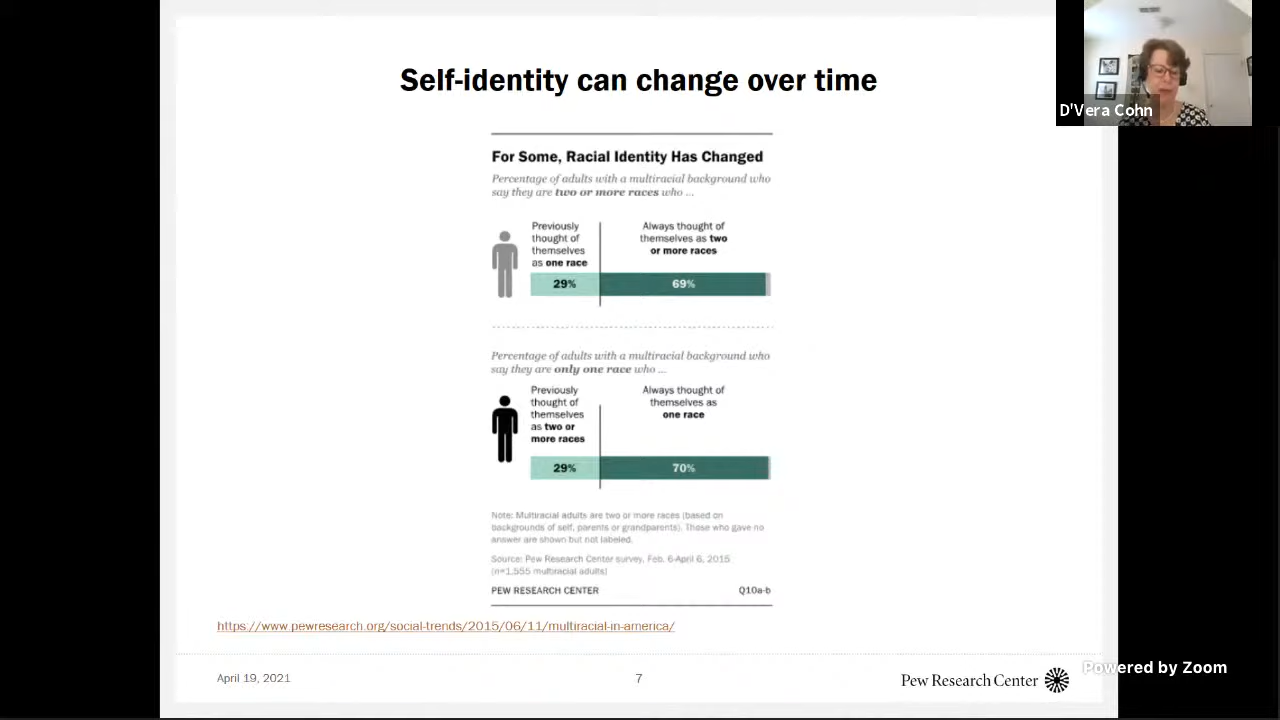 Self-identity can change over time
D'Vera Cohn
For Some, Racial Identity Has Changed
Percentage of adults with a multiracial background who
say they are two or more races who ...
Previously
thought of
themselves
as one race
Always thought of
themselves as two
or more races
29%
69%
Percentage of adults with a multiracial background who
say they are only one race who ...
Previously
thought of
themselves
as two or
more races
Always thought of
themselves as
one race
29%
70%
Note: Multiracial adults are two or more races (based on
backgrounds of self, parents or grandparents). Those who gave no
answer are shown but not labeled.
Source: Pew Research Center survey, Feb. 6-April 6, 2015
(n=1,555 multiracial adults)
PEW RESEARCH CENTER
Q10a-b
https://www.pewresearch.org/social-trends/2015/06/11/multiracial-in-america/
April 19, 2021
7
Pew Research Center
Powered by Zoom